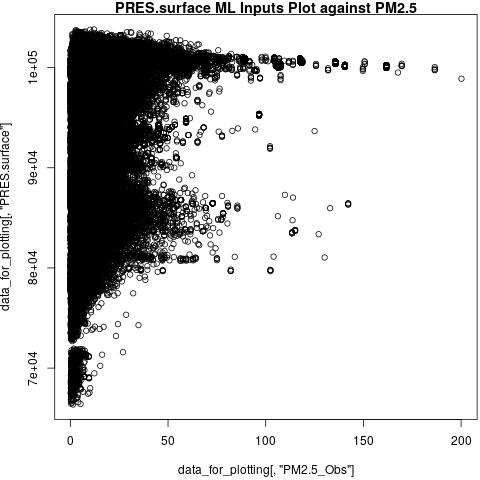 PRES.surface ML Inputs Plot against PM2.5
data_for_plotting[, "PRES.surface"]
1e+05
9e+04
8e+04
7e+04
0 50 100 150 200
data_for_plotting[, "PM2.5_Obs"]